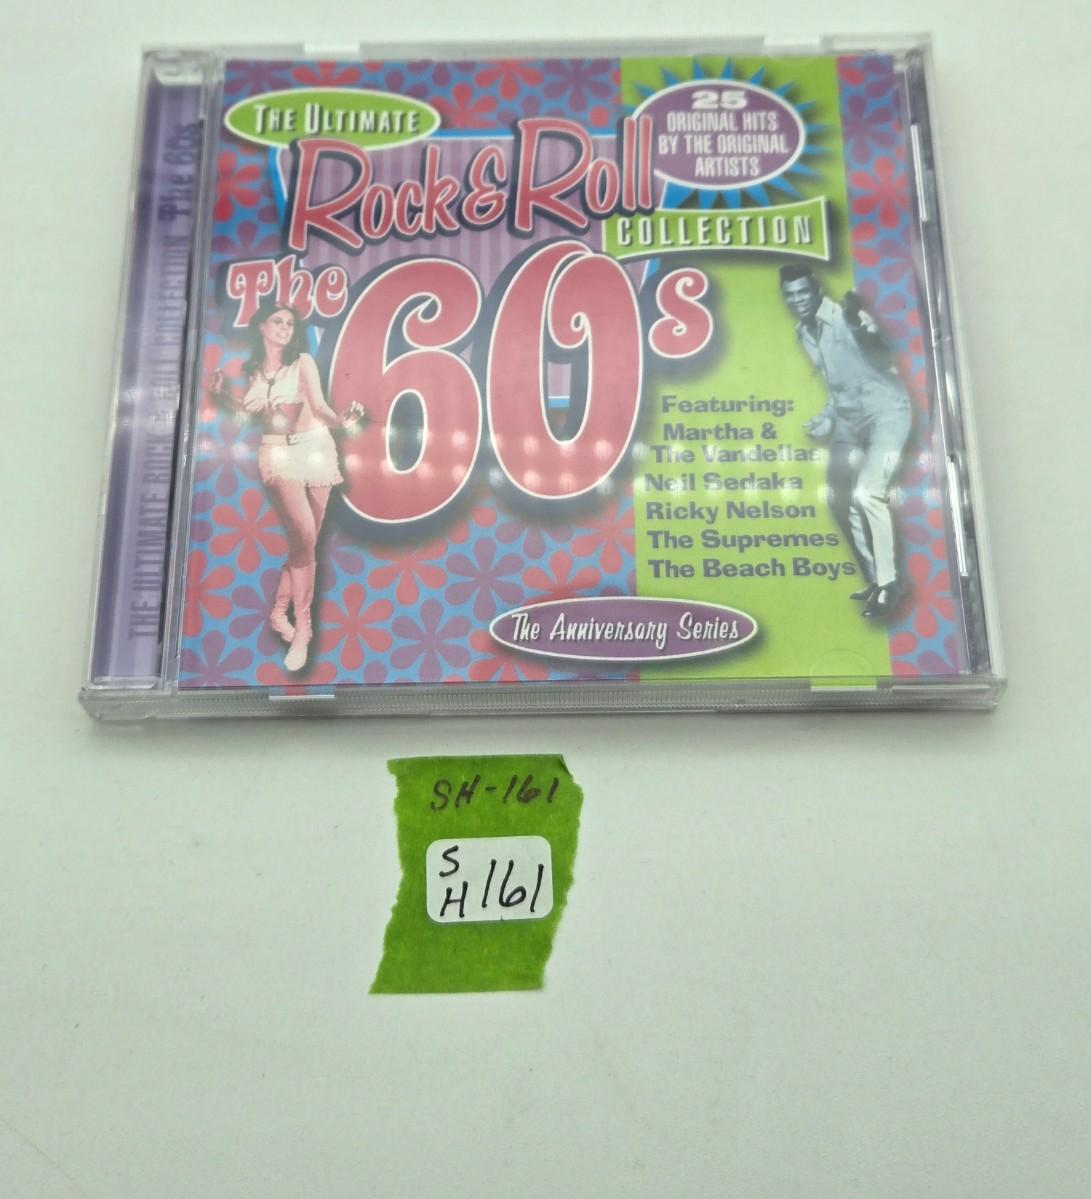 THE ULTIMATE ROCK & ROLL COLLECTION The 60s
THE ULTIMATE
Rock & Roll
COLLECTION
The 60s
25
ORIGINAL HITS
BY THE ORIGINAL
ARTISTS
Featuring:
Martha &
The Vandellas
Neil Sedaka
Ricky Nelson
The Supremes
The Beach Boys
The Anniversary Series
SH-161
S
H 161